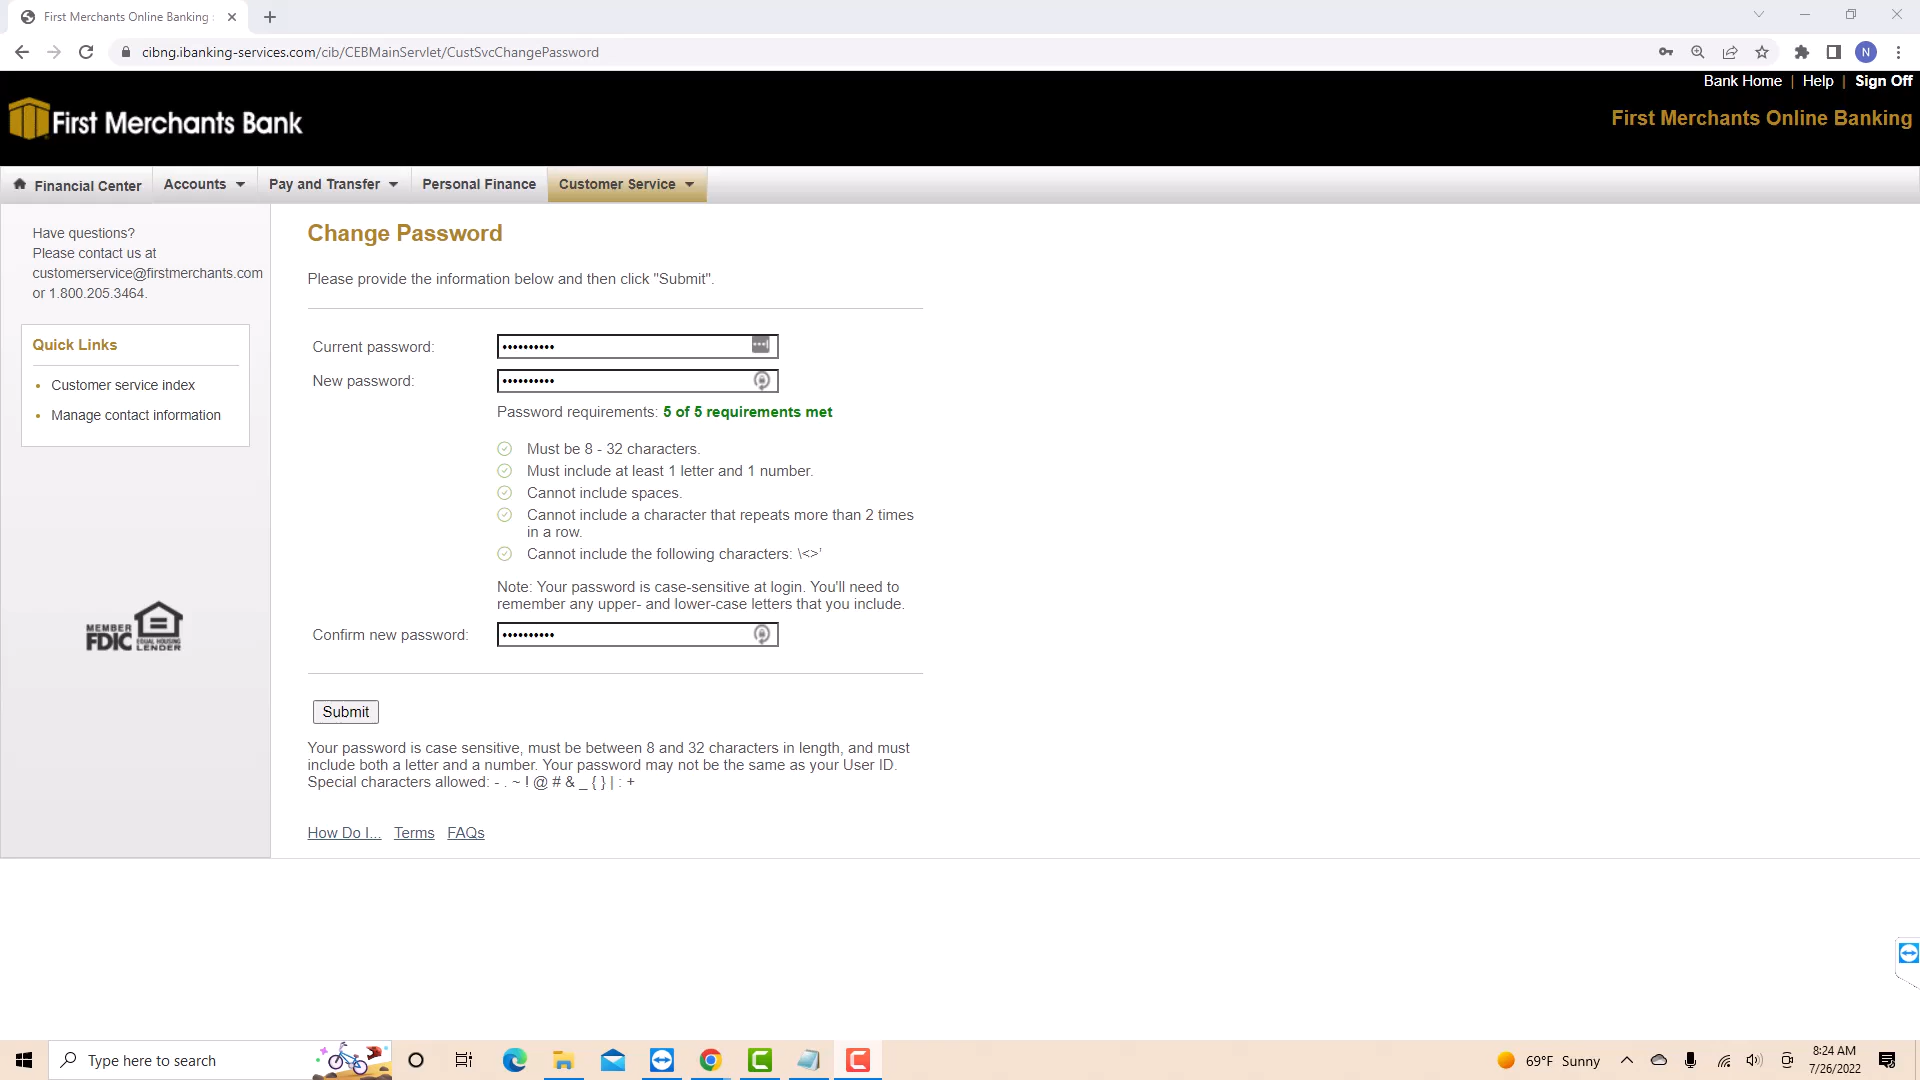 First Merchants Online Banking :
cibng.ibanking-services.com/cib/CEBMainServlet/CustSvcChangePassword
N
Bank Home | Help | Sign Off
First Merchants Bank
First Merchants Online Banking
Financial Center
Accounts
Pay and Transfer
Personal Finance
Customer Service
Have questions?
Please contact us at
customerservice@firstmerchants.com
or 1.800.205.3464.
Quick Links
Customer service index
Manage contact information
MEMBER
FDIC
EQUAL HOUSING
LENDER
Change Password
Please provide the information below and then click "Submit".
Current password: ••••••••••
New password: ••••••••••
Password requirements: 5 of 5 requirements met
Must be 8 - 32 characters.
Must include at least 1 letter and 1 number.
Cannot include spaces.
Cannot include a character that repeats more than 2 times
in a row.
Cannot include the following characters: \<>'
Note: Your password is case-sensitive at login. You'll need to
remember any upper- and lower-case letters that you include.
Confirm new password: ••••••••••
Submit
Your password is case sensitive, must be between 8 and 32 characters in length, and must
include both a letter and a number. Your password may not be the same as your User ID.
Special characters allowed: - . ~ ! @ # & _ { } | : +
How Do I... Terms FAQs
Type here to search
69°F Sunny
8:24 AM
7/26/2022